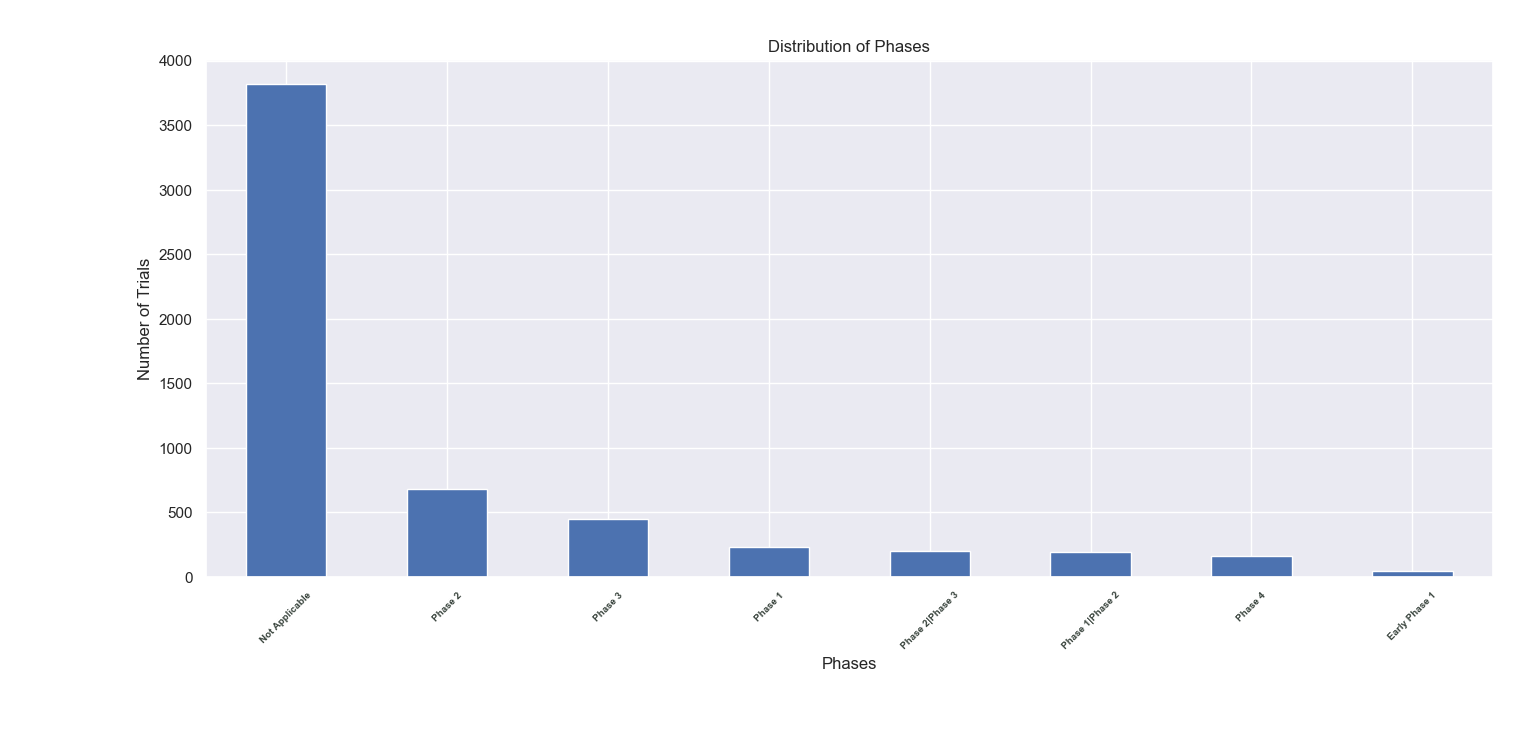 Distribution of Phases
4000
3500
3000
2500
2000
1500
1000
500
0
Number of Trials
Not Applicable
Phase 2
Phase 3
Phase 1
Phase 2|Phase 3
Phase 1|Phase 2
Phase 4
Early Phase 1
Phases